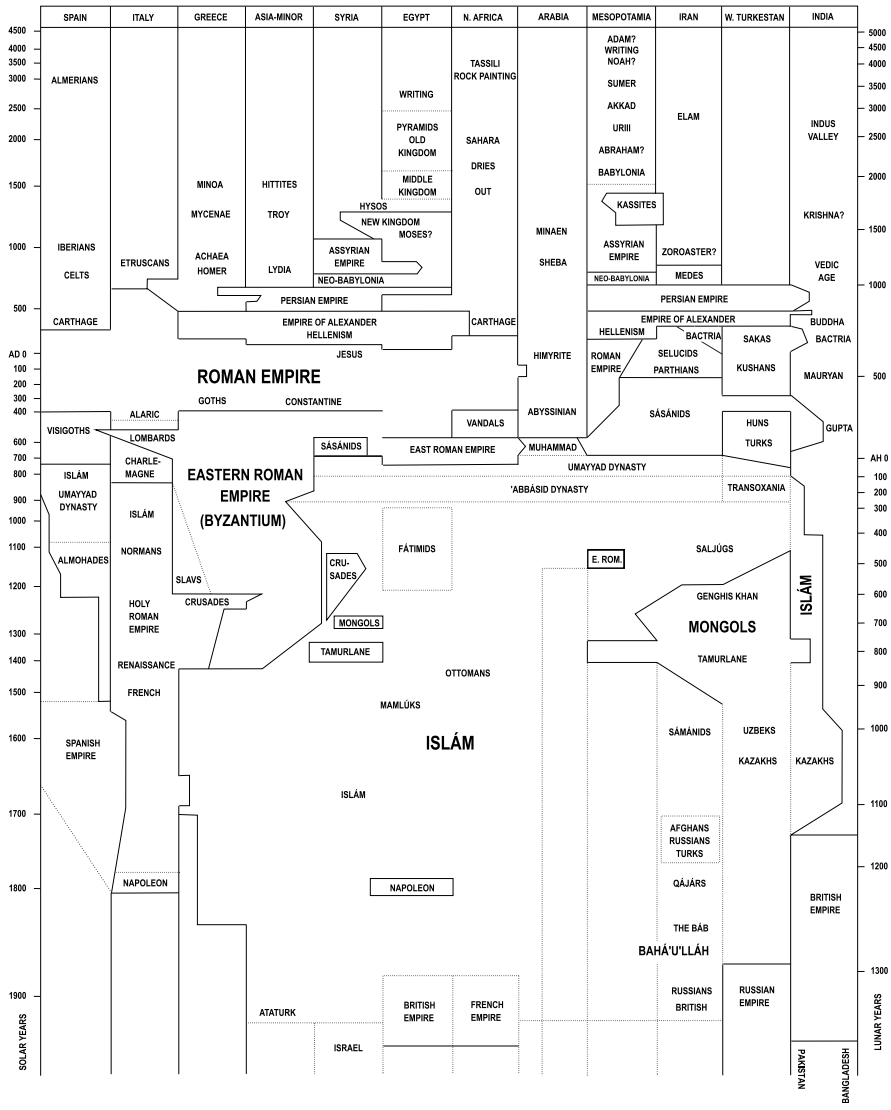 SPAIN ITALY GREECE ASIA-MINOR SYRIA EGYPT N. AFRICA ARABIA MESOPOTAMIA IRAN W. TURKESTAN INDIA
4500
4000
3500
3000
2500
2000
1500
1000
500
AD 0
100
200
300
400
600
700
800
900
1000
1100
1200
1300
1400
1500
1600
1700
1800
1900
SOLAR YEARS
ALMERIANS
IBERIANS
CELTS
CARTHAGE
VISIGOTHS
ISLÁM
UMAYYAD
DYNASTY
ALMOHADES
SPANISH
EMPIRE
ETRUSCANS
ALARIC
LOMBARDS
CHARLE-
MAGNE
ISLÁM
NORMANS
HOLY
ROMAN
EMPIRE
RENAISSANCE
FRENCH
NAPOLEON
MINOA
MYCENAE
ACHAEA
HOMER
HITTITES
TROY
LYDIA
PERSIAN EMPIRE
EMPIRE OF ALEXANDER
HELLENISM
JESUS
ROMAN EMPIRE
GOTHS
CONSTANTINE
EASTERN ROMAN
EMPIRE
(BYZANTIUM)
SLAVS
CRUSADES
ATATURK
HYSOS
NEW KINGDOM
MOSES?
ASSYRIAN
EMPIRE
NEO-BABYLONIA
SÁSÁNIDS
CRU-
SADES
MONGOLS
TAMURLANE
ISLÁM
ISRAEL
WRITING
PYRAMIDS
OLD
KINGDOM
MIDDLE
KINGDOM
EAST ROMAN EMPIRE
FÁTIMIDS
MAMLÚKS
OTTOMANS
ISLÁM
NAPOLEON
BRITISH
EMPIRE
TASSILI
ROCK PAINTING
SAHARA
DRIES
OUT
CARTHAGE
VANDALS
FRENCH
EMPIRE
MINAEN
SHEBA
HIMYRITE
ABYSSINIAN
MUHAMMAD
UMAYYAD DYNASTY
'ABBÁSID DYNASTY
ADAM?
WRITING
NOAH?
SUMER
AKKAD
URIII
ABRAHAM?
BABYLONIA
KASSITES
ASSYRIAN
EMPIRE
NEO-BABYLONIA
PERSIAN EMPIRE
EMPIRE OF ALEXANDER
HELLENISM
ROMAN
EMPIRE
E. ROM.
ELAM
ZOROASTER?
MEDES
BACTRIA
SELUCIDS
PARTHIANS
SÁSÁNIDS
SALJÚGS
GENGHIS KHAN
MONGOLS
TAMURLANE
SÁMÁNIDS
AFGHANS
RUSSIANS
TURKS
QÁJÁRS
THE BÁB
BAHÁ'U'LLÁH
RUSSIANS
BRITISH
SAKAS
KUSHANS
HUNS
TURKS
TRANSOXANIA
UZBEKS
KAZAKHS
RUSSIAN
EMPIRE
INDUS
VALLEY
KRISHNA?
VEDIC
AGE
BUDDHA
BACTRIA
MAURYAN
GUPTA
ISLÁM
KAZAKHS
BRITISH
EMPIRE
PAKISTAN
BANGLADESH
5000
4500
4000
3500
3000
2500
2000
1500
1000
500
AH 0
100
200
300
400
500
600
700
800
900
1000
1100
1200
1300
LUNAR YEARS